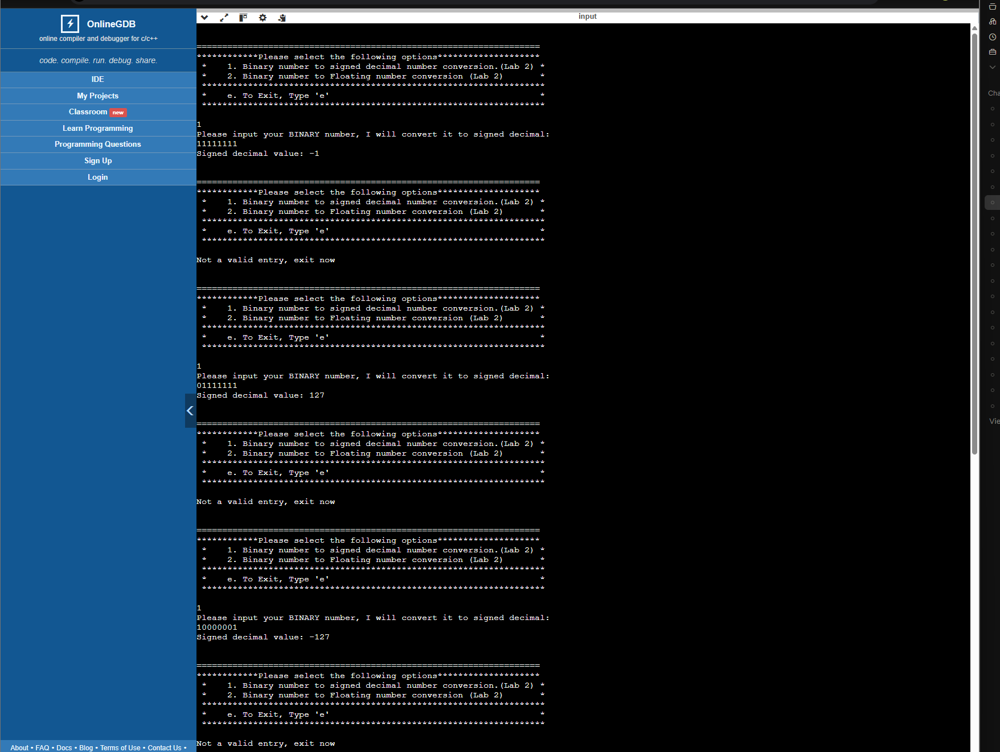 OnlineGDB
online compiler and debugger for c/c++
code. compile. run. debug. share.
IDE
My Projects
Classroom new
Learn Programming
Programming Questions
Sign Up
Login
About • FAQ • Docs • Blog • Terms of Use • Contact Us •
input
===================================================================
************Please select the following options********************
 *    1. Binary number to signed decimal number conversion.(Lab 2) *
 *    2. Binary number to Floating number conversion (Lab 2)       *
 *******************************************************************
 *    e. To Exit, Type 'e'                                         *
 *******************************************************************
1
Please input your BINARY number, I will convert it to signed decimal:
11111111
Signed decimal value: -1
===================================================================
************Please select the following options********************
 *    1. Binary number to signed decimal number conversion.(Lab 2) *
 *    2. Binary number to Floating number conversion (Lab 2)       *
 *******************************************************************
 *    e. To Exit, Type 'e'                                         *
 *******************************************************************
Not a valid entry, exit now
===================================================================
************Please select the following options********************
 *    1. Binary number to signed decimal number conversion.(Lab 2) *
 *    2. Binary number to Floating number conversion (Lab 2)       *
 *******************************************************************
 *    e. To Exit, Type 'e'                                         *
 *******************************************************************
1
Please input your BINARY number, I will convert it to signed decimal:
01111111
Signed decimal value: 127
===================================================================
************Please select the following options********************
 *    1. Binary number to signed decimal number conversion.(Lab 2) *
 *    2. Binary number to Floating number conversion (Lab 2)       *
 *******************************************************************
 *    e. To Exit, Type 'e'                                         *
 *******************************************************************
Not a valid entry, exit now
===================================================================
************Please select the following options********************
 *    1. Binary number to signed decimal number conversion.(Lab 2) *
 *    2. Binary number to Floating number conversion (Lab 2)       *
 *******************************************************************
 *    e. To Exit, Type 'e'                                         *
 *******************************************************************
1
Please input your BINARY number, I will convert it to signed decimal:
10000001
Signed decimal value: -127
===================================================================
************Please select the following options********************
 *    1. Binary number to signed decimal number conversion.(Lab 2) *
 *    2. Binary number to Floating number conversion (Lab 2)       *
 *******************************************************************
 *    e. To Exit, Type 'e'                                         *
 *******************************************************************
Not a valid entry, exit now
Cha
Vie